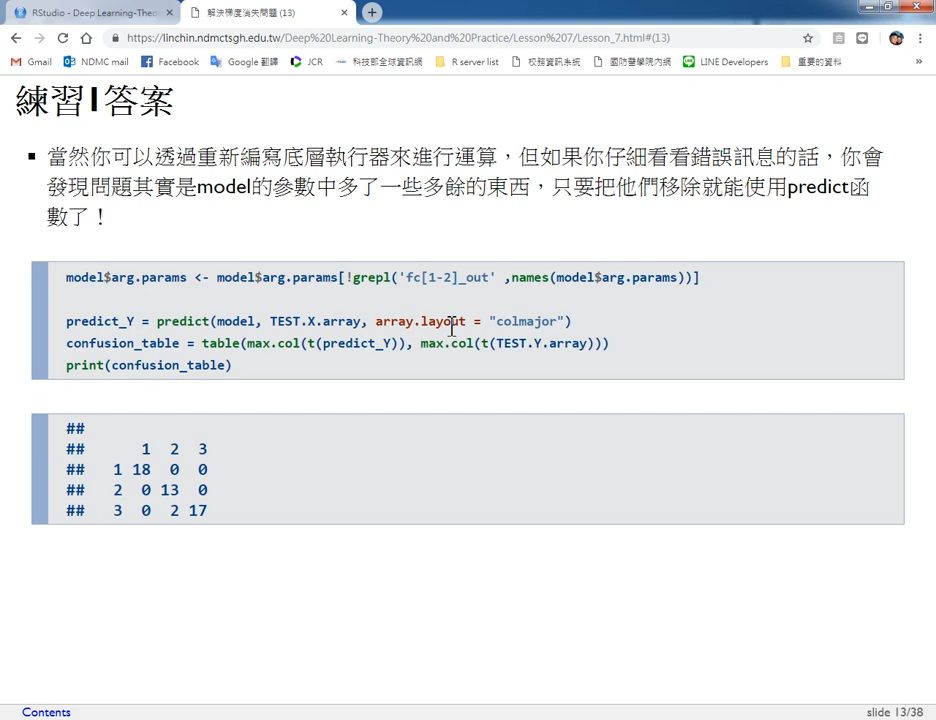 RStudio - Deep Learning-Theo
解決梯度消失問題 (13)
https://linchin.ndmctsgh.edu.tw/Deep%20Learning-Theory%20and%20Practice/Lesson%207/Lesson_7.html#(13)
Gmail NDMC mail Facebook Google 翻譯 JCR 科技部全球資訊網 R server list 校務資訊系統 國防醫學院內網 LINE Developers 重要的資料 »
練習1答案
當然你可以透過重新編寫底層執行器來進行運算，但如果你仔細看看錯誤訊息的話，你會
發現問題其實是model的參數中多了一些多餘的東西，只要把他們移除就能使用predict函
數了！
model$arg.params <- model$arg.params[!grepl('fc[1-2]_out' ,names(model$arg.params))]
predict_Y = predict(model, TEST.X.array, array.layout = "colmajor")
confusion_table = table(max.col(t(predict_Y)), max.col(t(TEST.Y.array)))
print(confusion_table)
##
## 1 2 3
## 1 18 0 0
## 2 0 13 0
## 3 0 2 17
Contents
slide 13/38